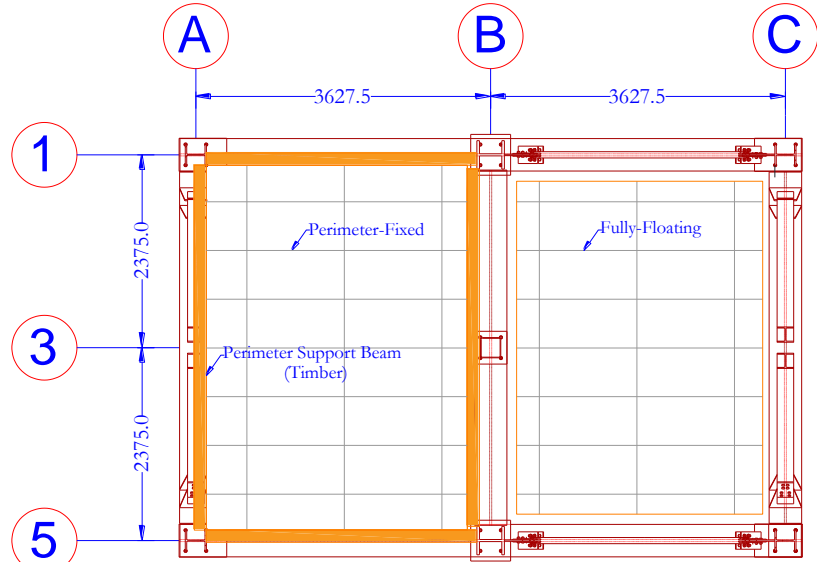 A
B
C
3627.5
3627.5
1
2375.0
Perimeter-Fixed
Fully-Floating
3
Perimeter Support Beam
(Timber)
2375.0
5